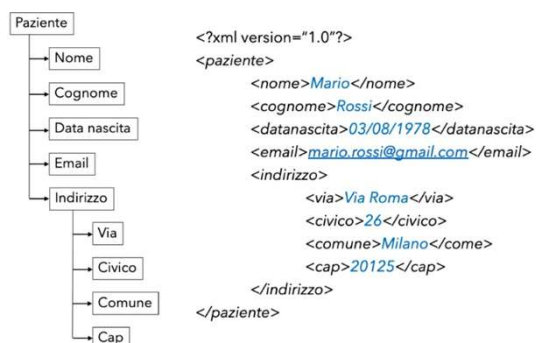 Paziente
Nome
Cognome
Data nascita
Email
Indirizzo
Via
Civico
Comune
Cap
<?xml version="1.0"?>
<paziente>
<nome>Mario</nome>
<cognome>Rossi</cognome>
<datanascita>03/08/1978</datanascita>
<email>mario.rossi@gmail.com</email>
<indirizzo>
<via>Via Roma</via>
<civico>26</civico>
<comune>Milano</come>
<cap>20125</cap>
</indirizzo>
</paziente>